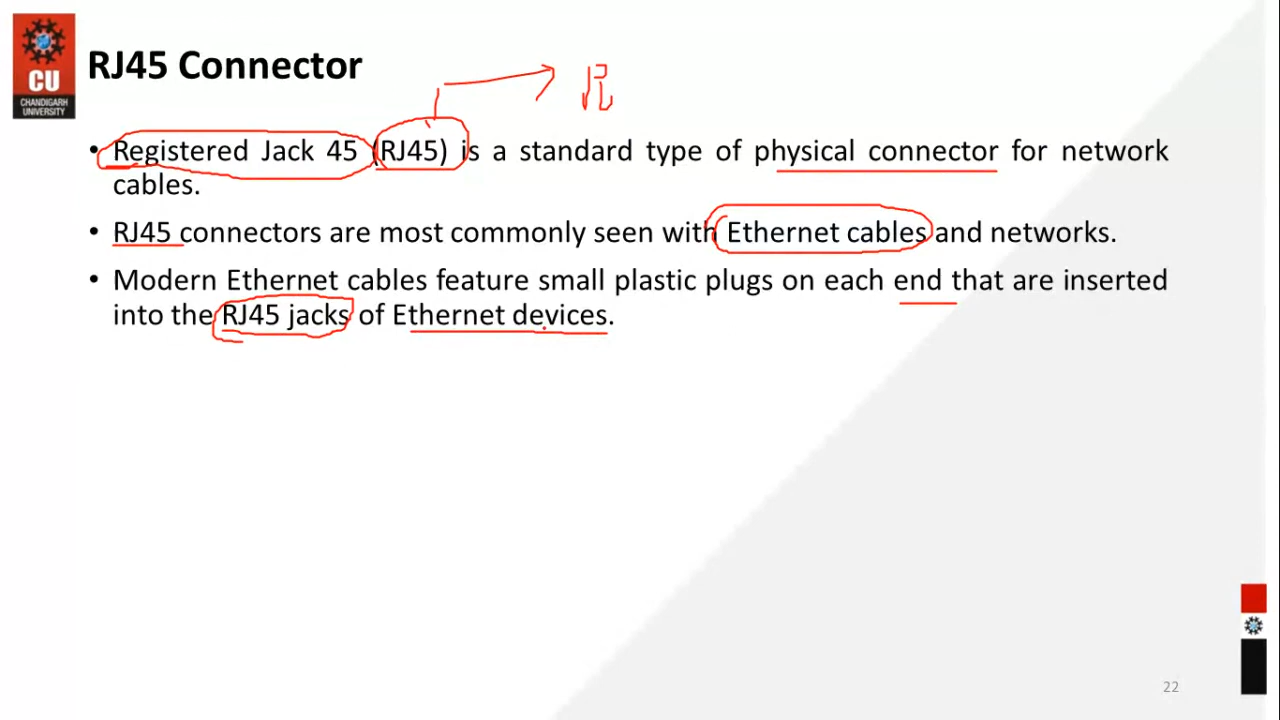 CU
CHANDIGARH
UNIVERSITY
RJ45 Connector
• Registered Jack 45 (RJ45) is a standard type of physical connector for network
cables.
• RJ45 connectors are most commonly seen with Ethernet cables and networks.
• Modern Ethernet cables feature small plastic plugs on each end that are inserted
into the RJ45 jacks of Ethernet devices.
22